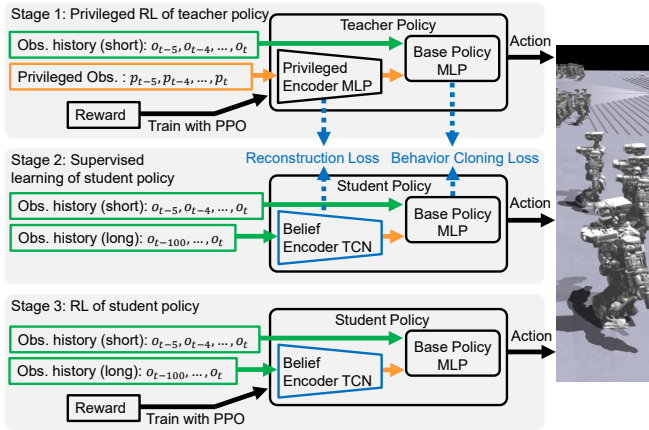 Stage 1: Privileged RL of teacher policy
Teacher Policy
Obs. history (short): o_{t−5}, o_{t−4}, ..., o_t
Privileged Obs. : p_{t−5}, p_{t−4}, ..., p_t
Privileged
Encoder MLP
Base Policy
MLP
Action
Reward
Train with PPO
Reconstruction Loss
Behavior Cloning Loss
Stage 2: Supervised
learning of student policy
Student Policy
Obs. history (short): o_{t−5}, o_{t−4}, ..., o_t
Obs. history (long): o_{t−100}, ..., o_t
Belief
Encoder TCN
Base Policy
MLP
Action
Stage 3: RL of student policy
Student Policy
Obs. history (short): o_{t−5}, o_{t−4}, ..., o_t
Obs. history (long): o_{t−100}, ..., o_t
Belief
Encoder TCN
Base Policy
MLP
Action
Reward
Train with PPO